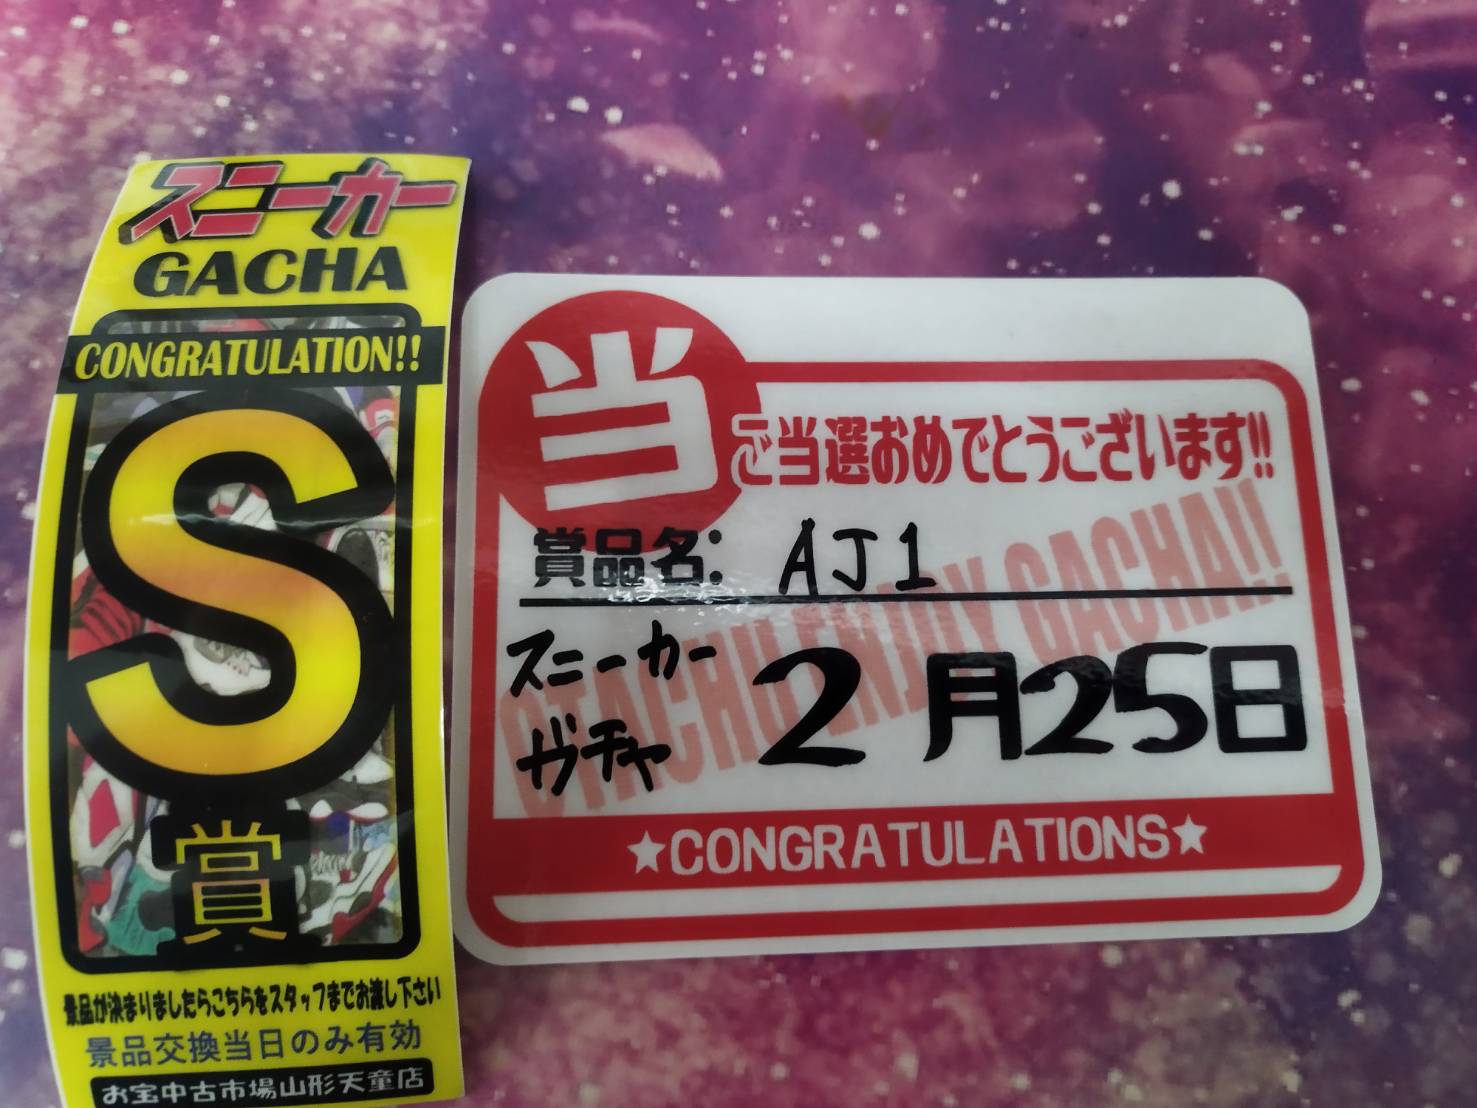 スニーカー
GACHA
CONGRATULATION!!
S
賞
景品が決まりましたらこちらをスタッフまでお渡し下さい
景品交換当日のみ有効
お宝中古市場山形天童店
当
ご当選おめでとうございます!!
賞品名: AJ1
OTACHU ENJOY GACHA!!
スニーカー
ガチャ
2月25日
★CONGRATULATIONS★